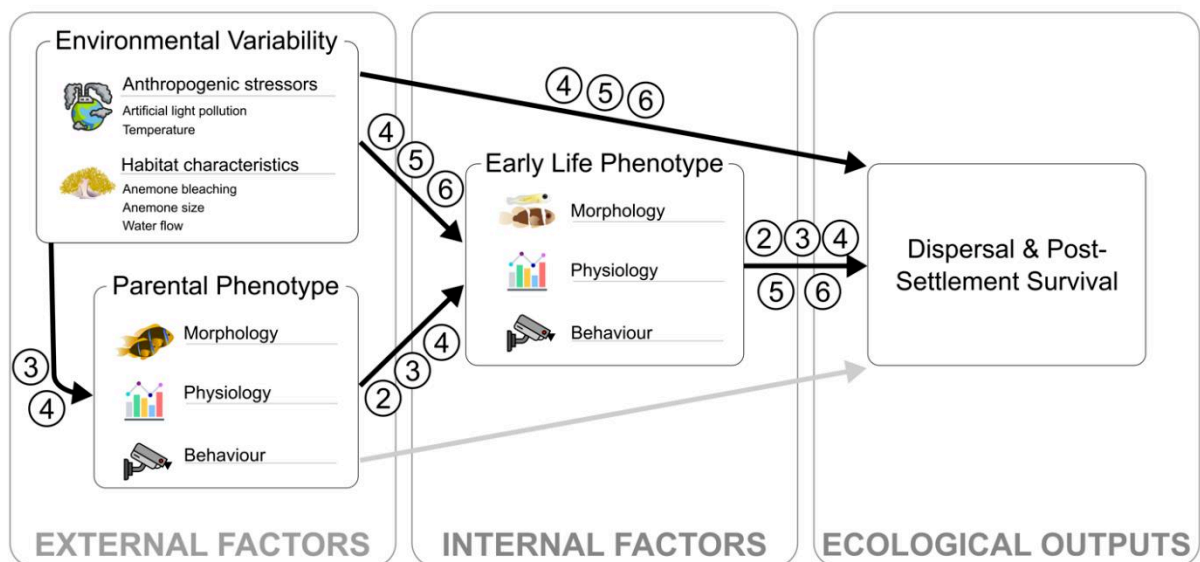 Environmental Variability
Anthropogenic stressors
Artificial light pollution
Temperature
Habitat characteristics
Anemone bleaching
Anemone size
Water flow
3
4
Parental Phenotype
Morphology
Physiology
Behaviour
4
5
6
2
3
4
4 5 6
Early Life Phenotype
Morphology
Physiology
Behaviour
2 3 4
5 6
Dispersal & Post-
Settlement Survival
EXTERNAL FACTORS
INTERNAL FACTORS
ECOLOGICAL OUTPUTS